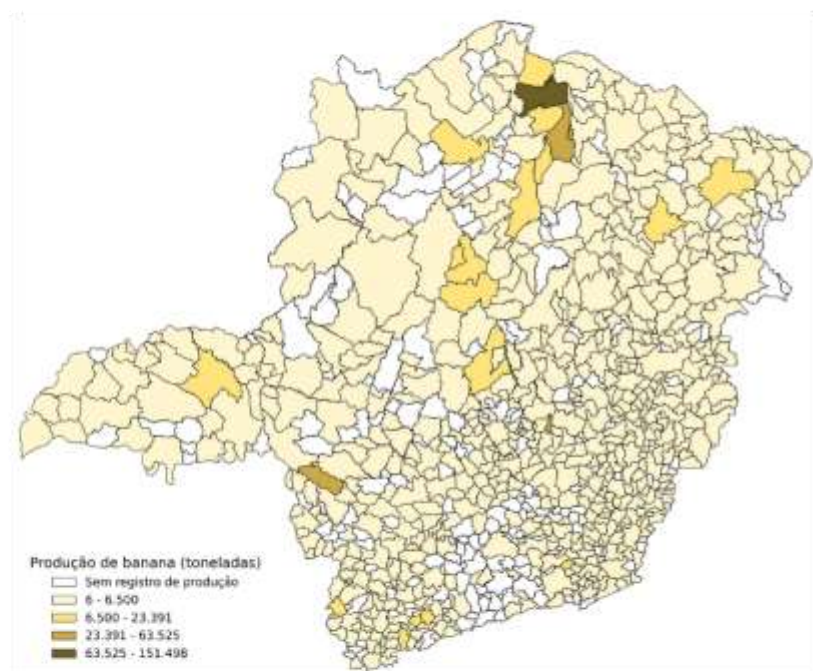 Produção de banana (toneladas)
Sem registro de produção
6 - 6.500
6.500 - 23.391
23.391 - 63.525
63.525 - 151.498